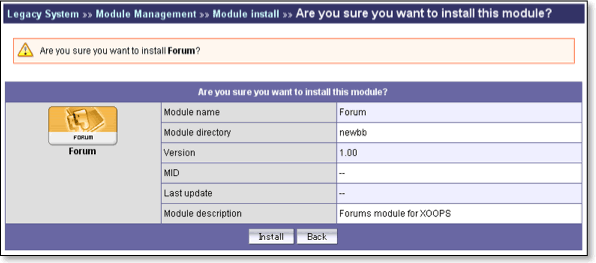 Legacy System »» Module Management »» Module install »» Are you sure you want to install this module?
Are you sure you want to install Forum?
Are you sure you want to install this module?
FORUM
Forum
Module name Forum
Module directory newbb
Version 1.00
MID --
Last update --
Module description Forums module for XOOPS
Install Back